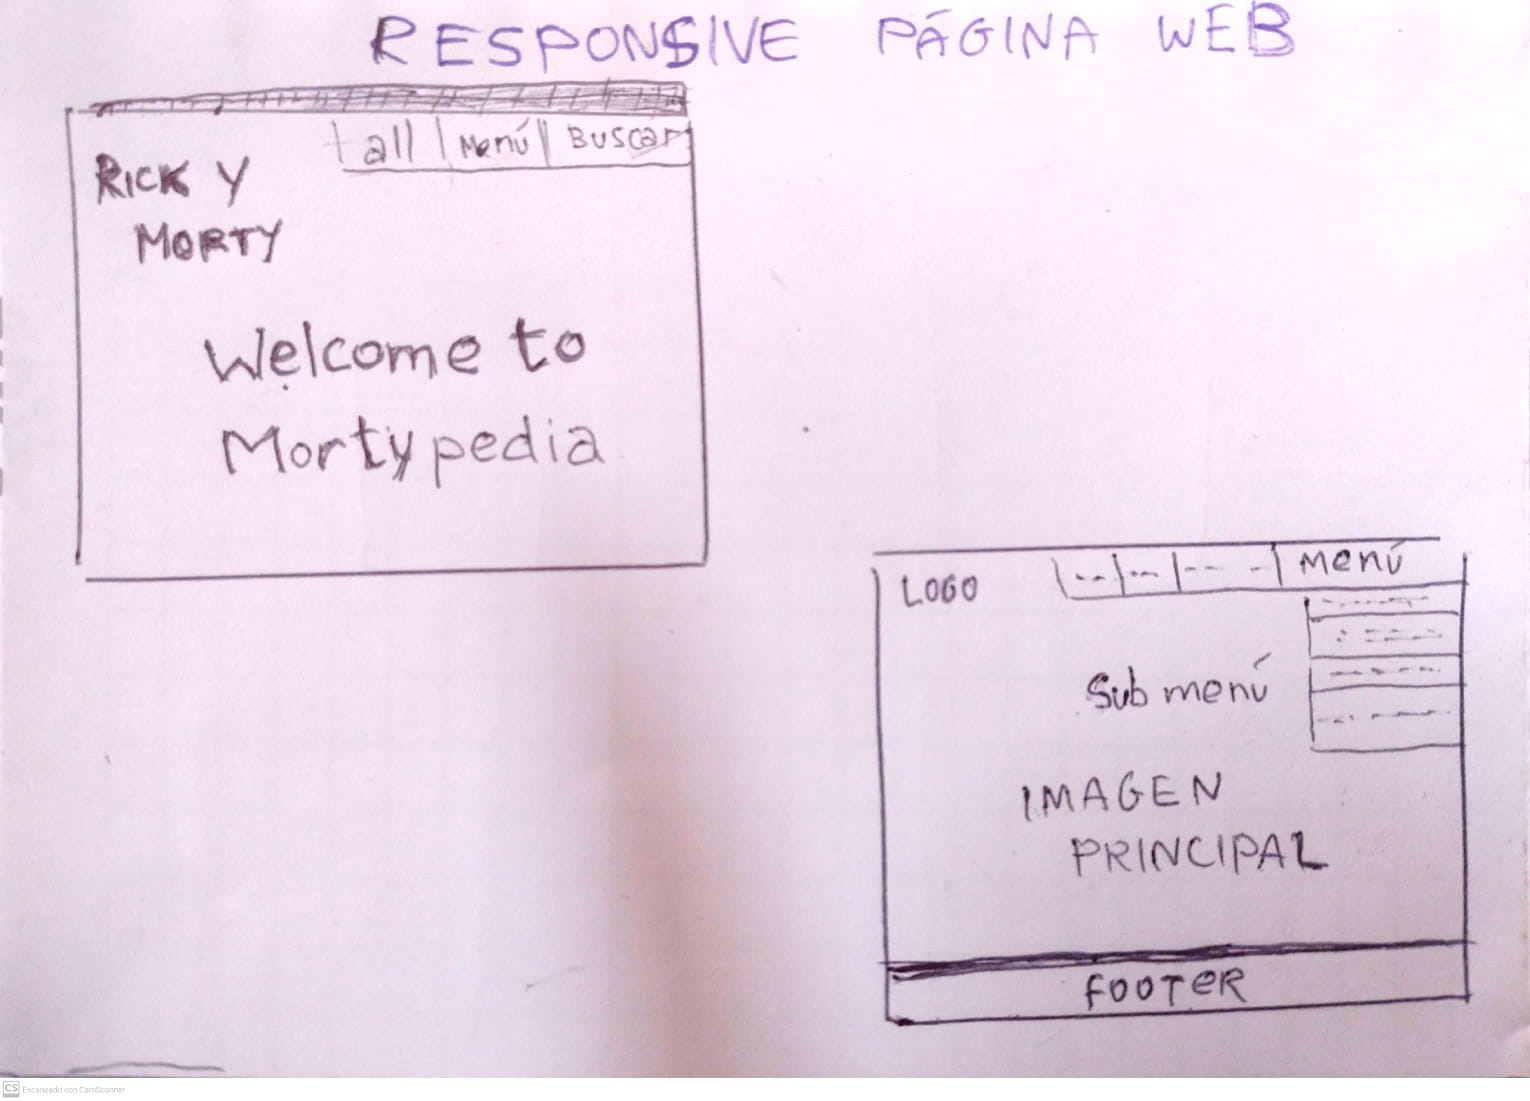 RESPONSIVE PÁGINA WEB
all Menú Buscar
RICK Y
MORTY
Welcome to
Mortypedia
LOGO Menú
Sub menú
IMAGEN
PRINCIPAL
FOOTER
CS Escaneado con CamScanner